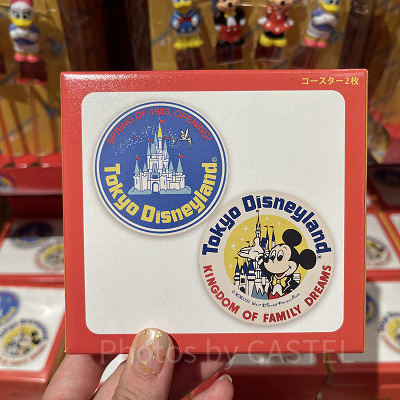 コースター2枚
SPRING OF 1983, OPENING!
Tokyo Disneyland®
Tokyo Disneyland®
KINGDOM OF FAMILY DREAMS
Photos by CASTEL